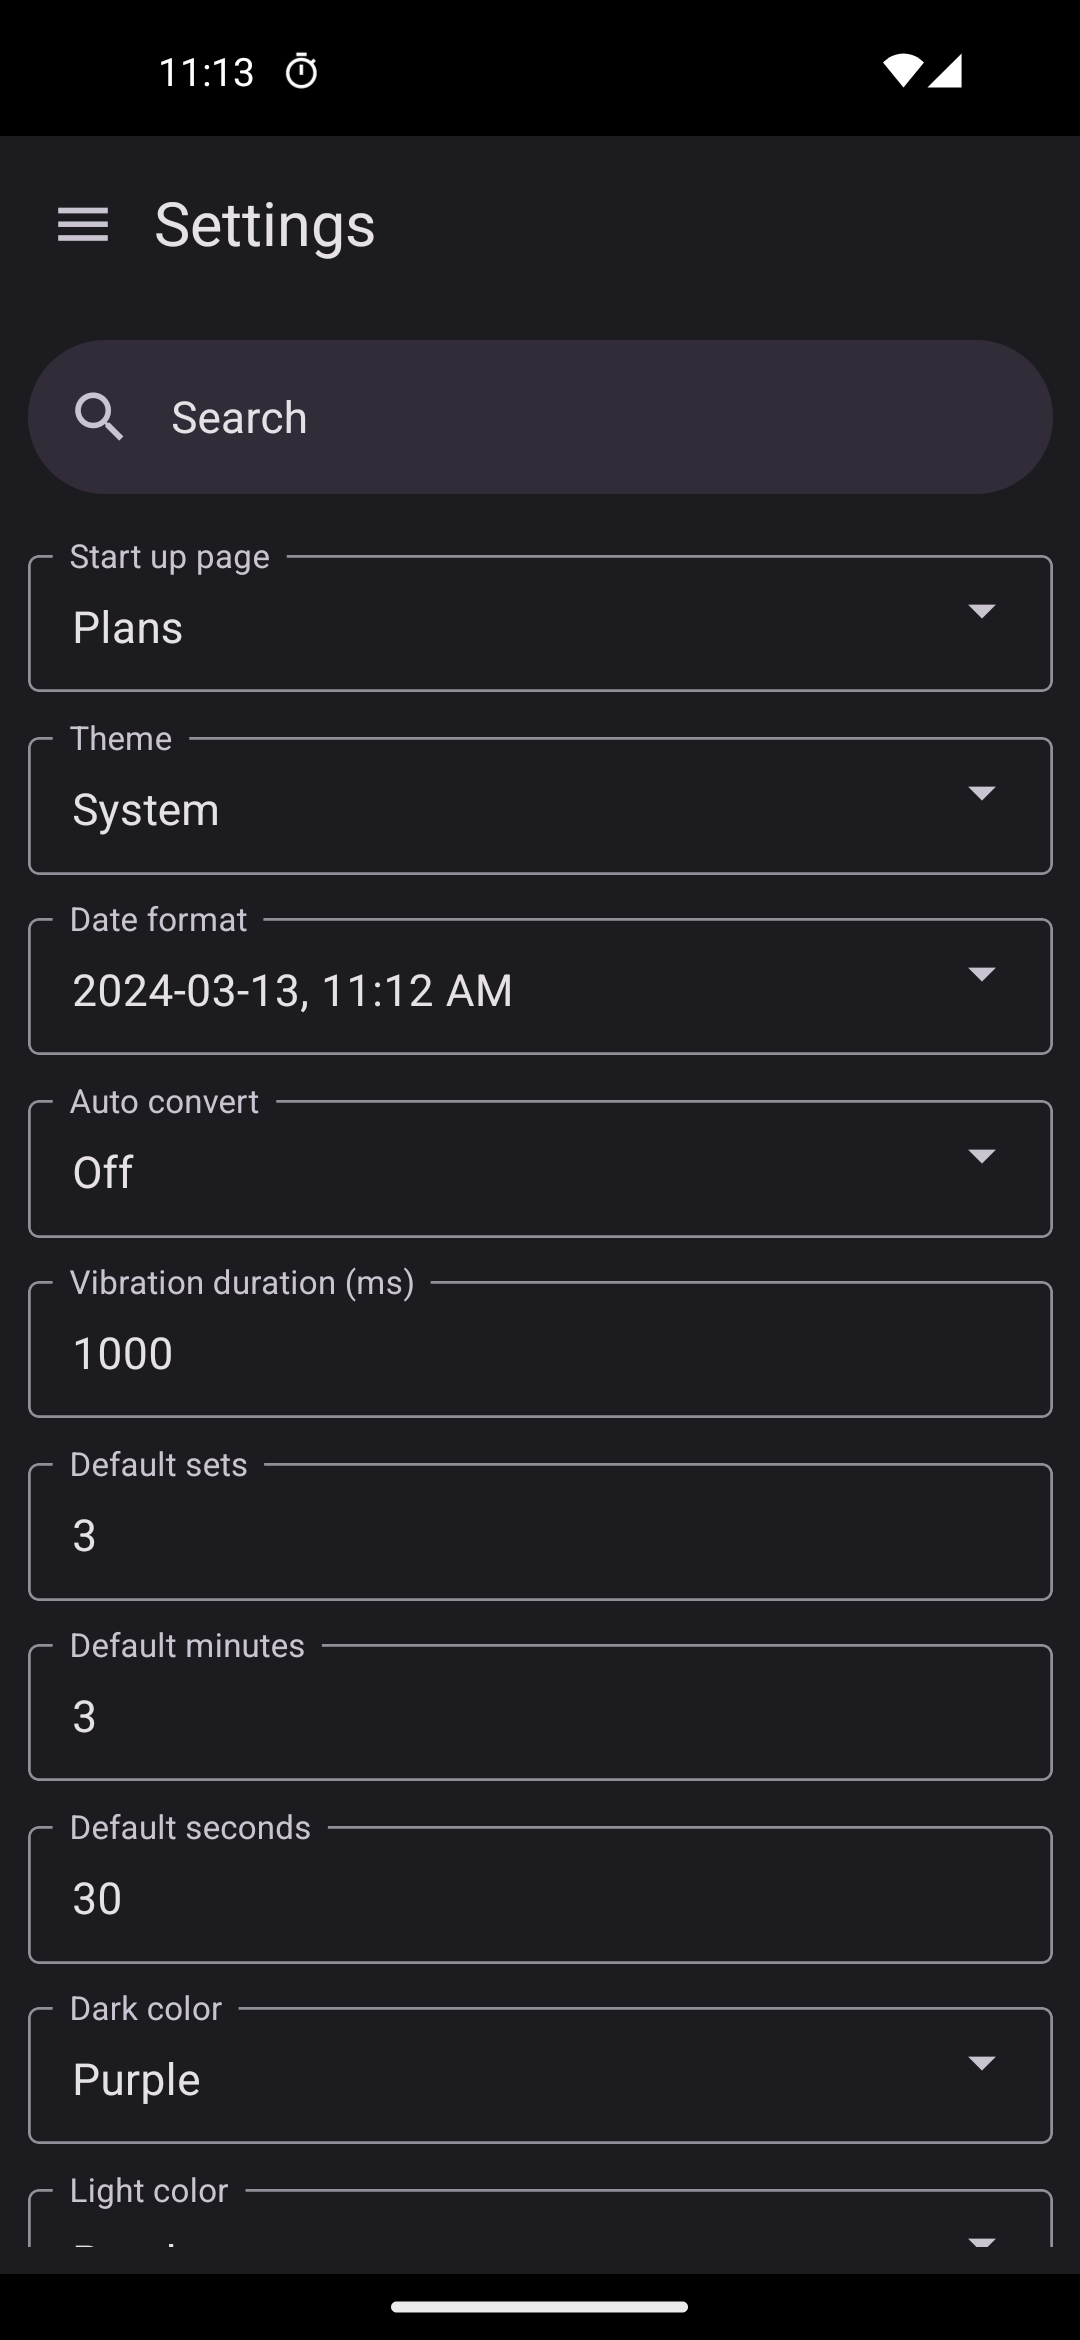 11:13
Settings
Search
Start up page
Plans
Theme
System
Date format
2024-03-13, 11:12 AM
Auto convert
Off
Vibration duration (ms)
1000
Default sets
3
Default minutes
3
Default seconds
30
Dark color
Purple
Light color